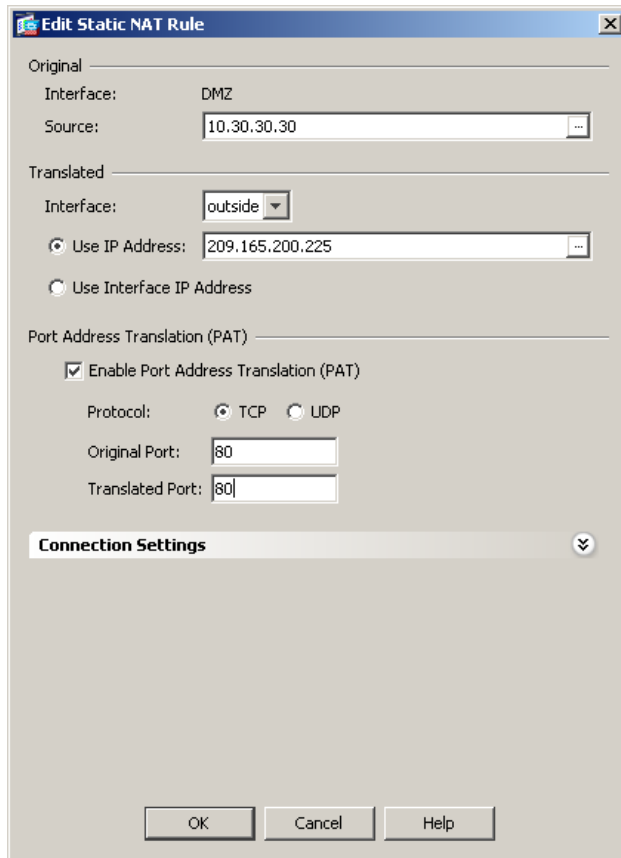 Edit Static NAT Rule
Original
Interface: DMZ
Source: 10.30.30.30 ...
Translated
Interface: outside
Use IP Address: 209.165.200.225 ...
Use Interface IP Address
Port Address Translation (PAT)
Enable Port Address Translation (PAT)
Protocol: TCP UDP
Original Port: 80
Translated Port: 80
Connection Settings
OK Cancel Help